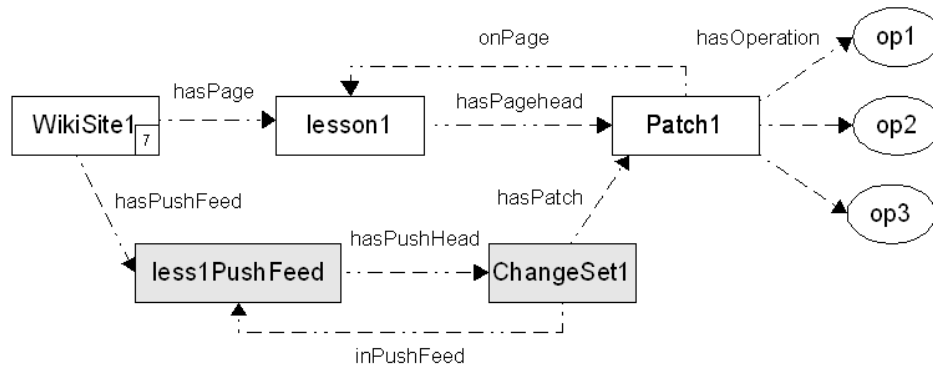 onPage
hasOperation
op1
hasPage
hasPagehead
WikiSite1
7
lesson1
Patch1
op2
hasPushFeed
hasPatch
op3
hasPushHead
less1PushFeed
ChangeSet1
inPushFeed